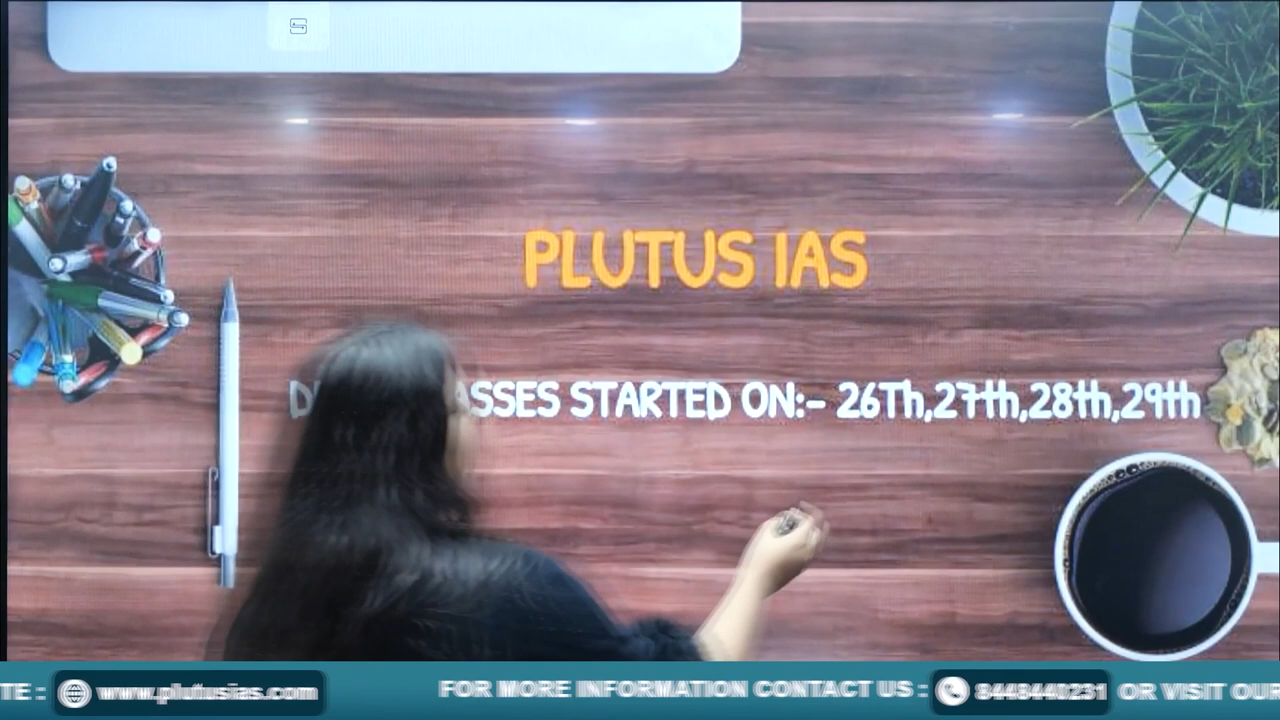 PLUTUS IAS
ASSES STARTED ON:- 26Th,27th,28th,29th
TE : www.plutusias.com FOR MORE INFORMATION CONTACT US : 8448440231 OR VISIT OUR